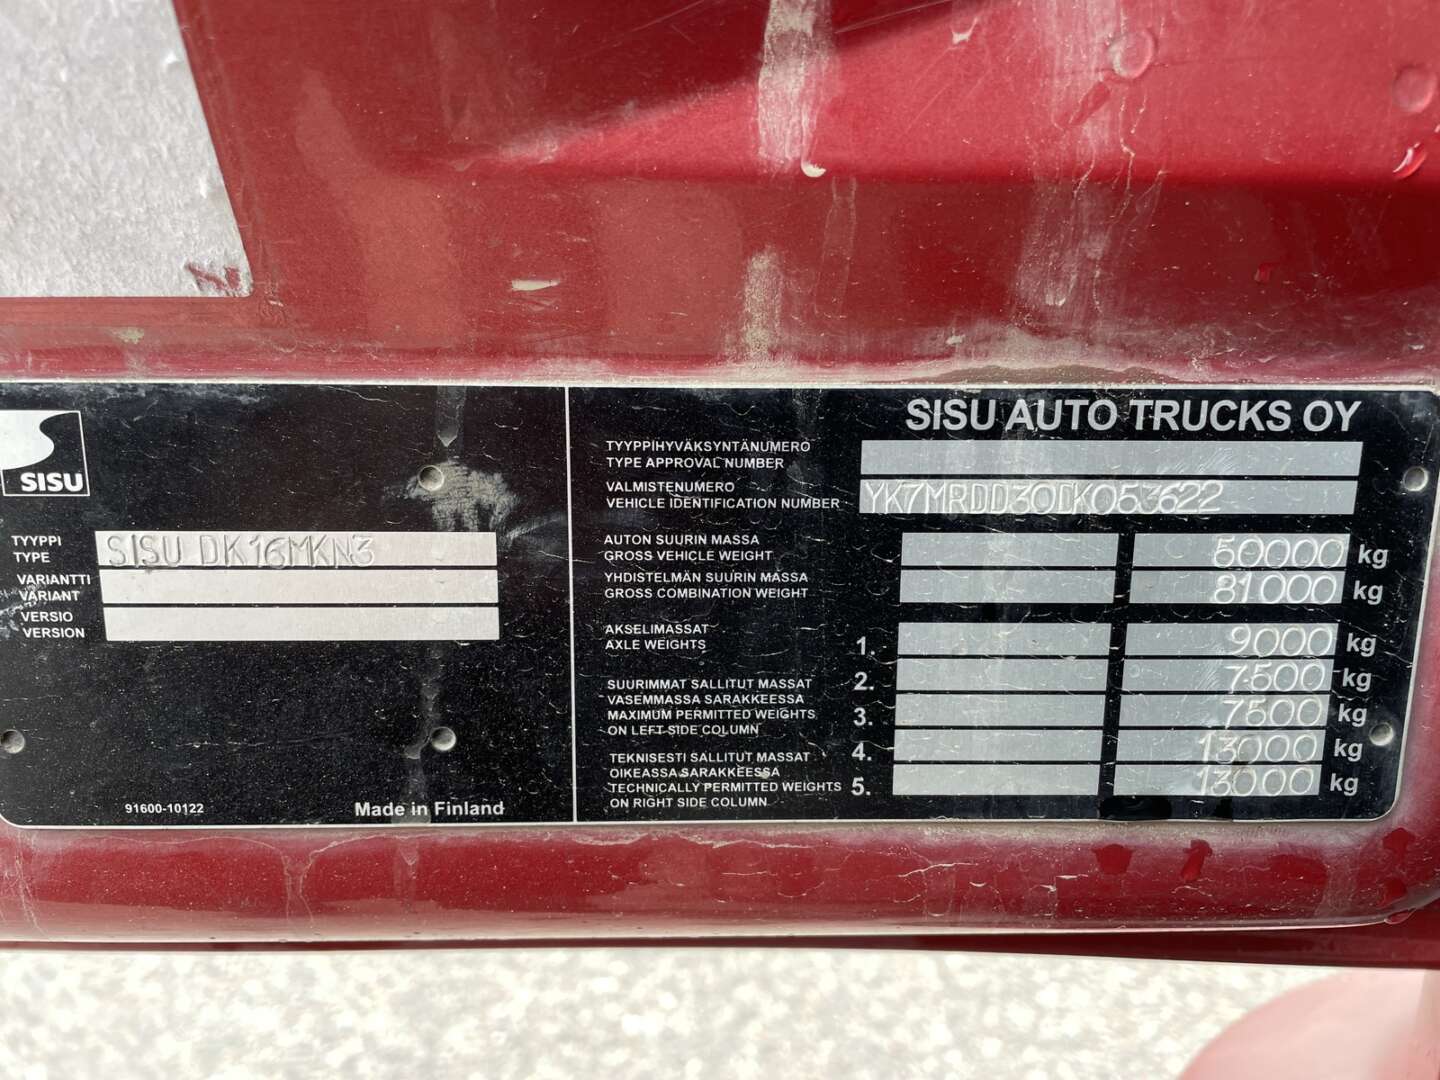 SISU
TYYPPI
TYPE
SISU DK16MKN3
VARIANTTI
VARIANT
VERSIO
VERSION
91600-10122
Made in Finland
SISU AUTO TRUCKS OY
TYYPPIHYVÄKSYNTÄNUMERO
TYPE APPROVAL NUMBER
VALMISTENUMERO
VEHICLE IDENTIFICATION NUMBER
YK7MRDD30DK053622
AUTON SUURIN MASSA
GROSS VEHICLE WEIGHT
50000 kg
YHDISTELMÄN SUURIN MASSA
GROSS COMBINATION WEIGHT
81000 kg
AKSELIMASSAT
AXLE WEIGHTS
1. 9000 kg
2. 7500 kg
3. 7500 kg
4. 13000 kg
5. 13000 kg
SUURIMMAT SALLITUT MASSAT
VASEMMASSA SARAKKEESSA
MAXIMUM PERMITTED WEIGHTS
ON LEFT SIDE COLUMN
TEKNISESTI SALLITUT MASSAT
OIKEASSA SARAKKEESSA
TECHNICALLY PERMITTED WEIGHTS
ON RIGHT SIDE COLUMN